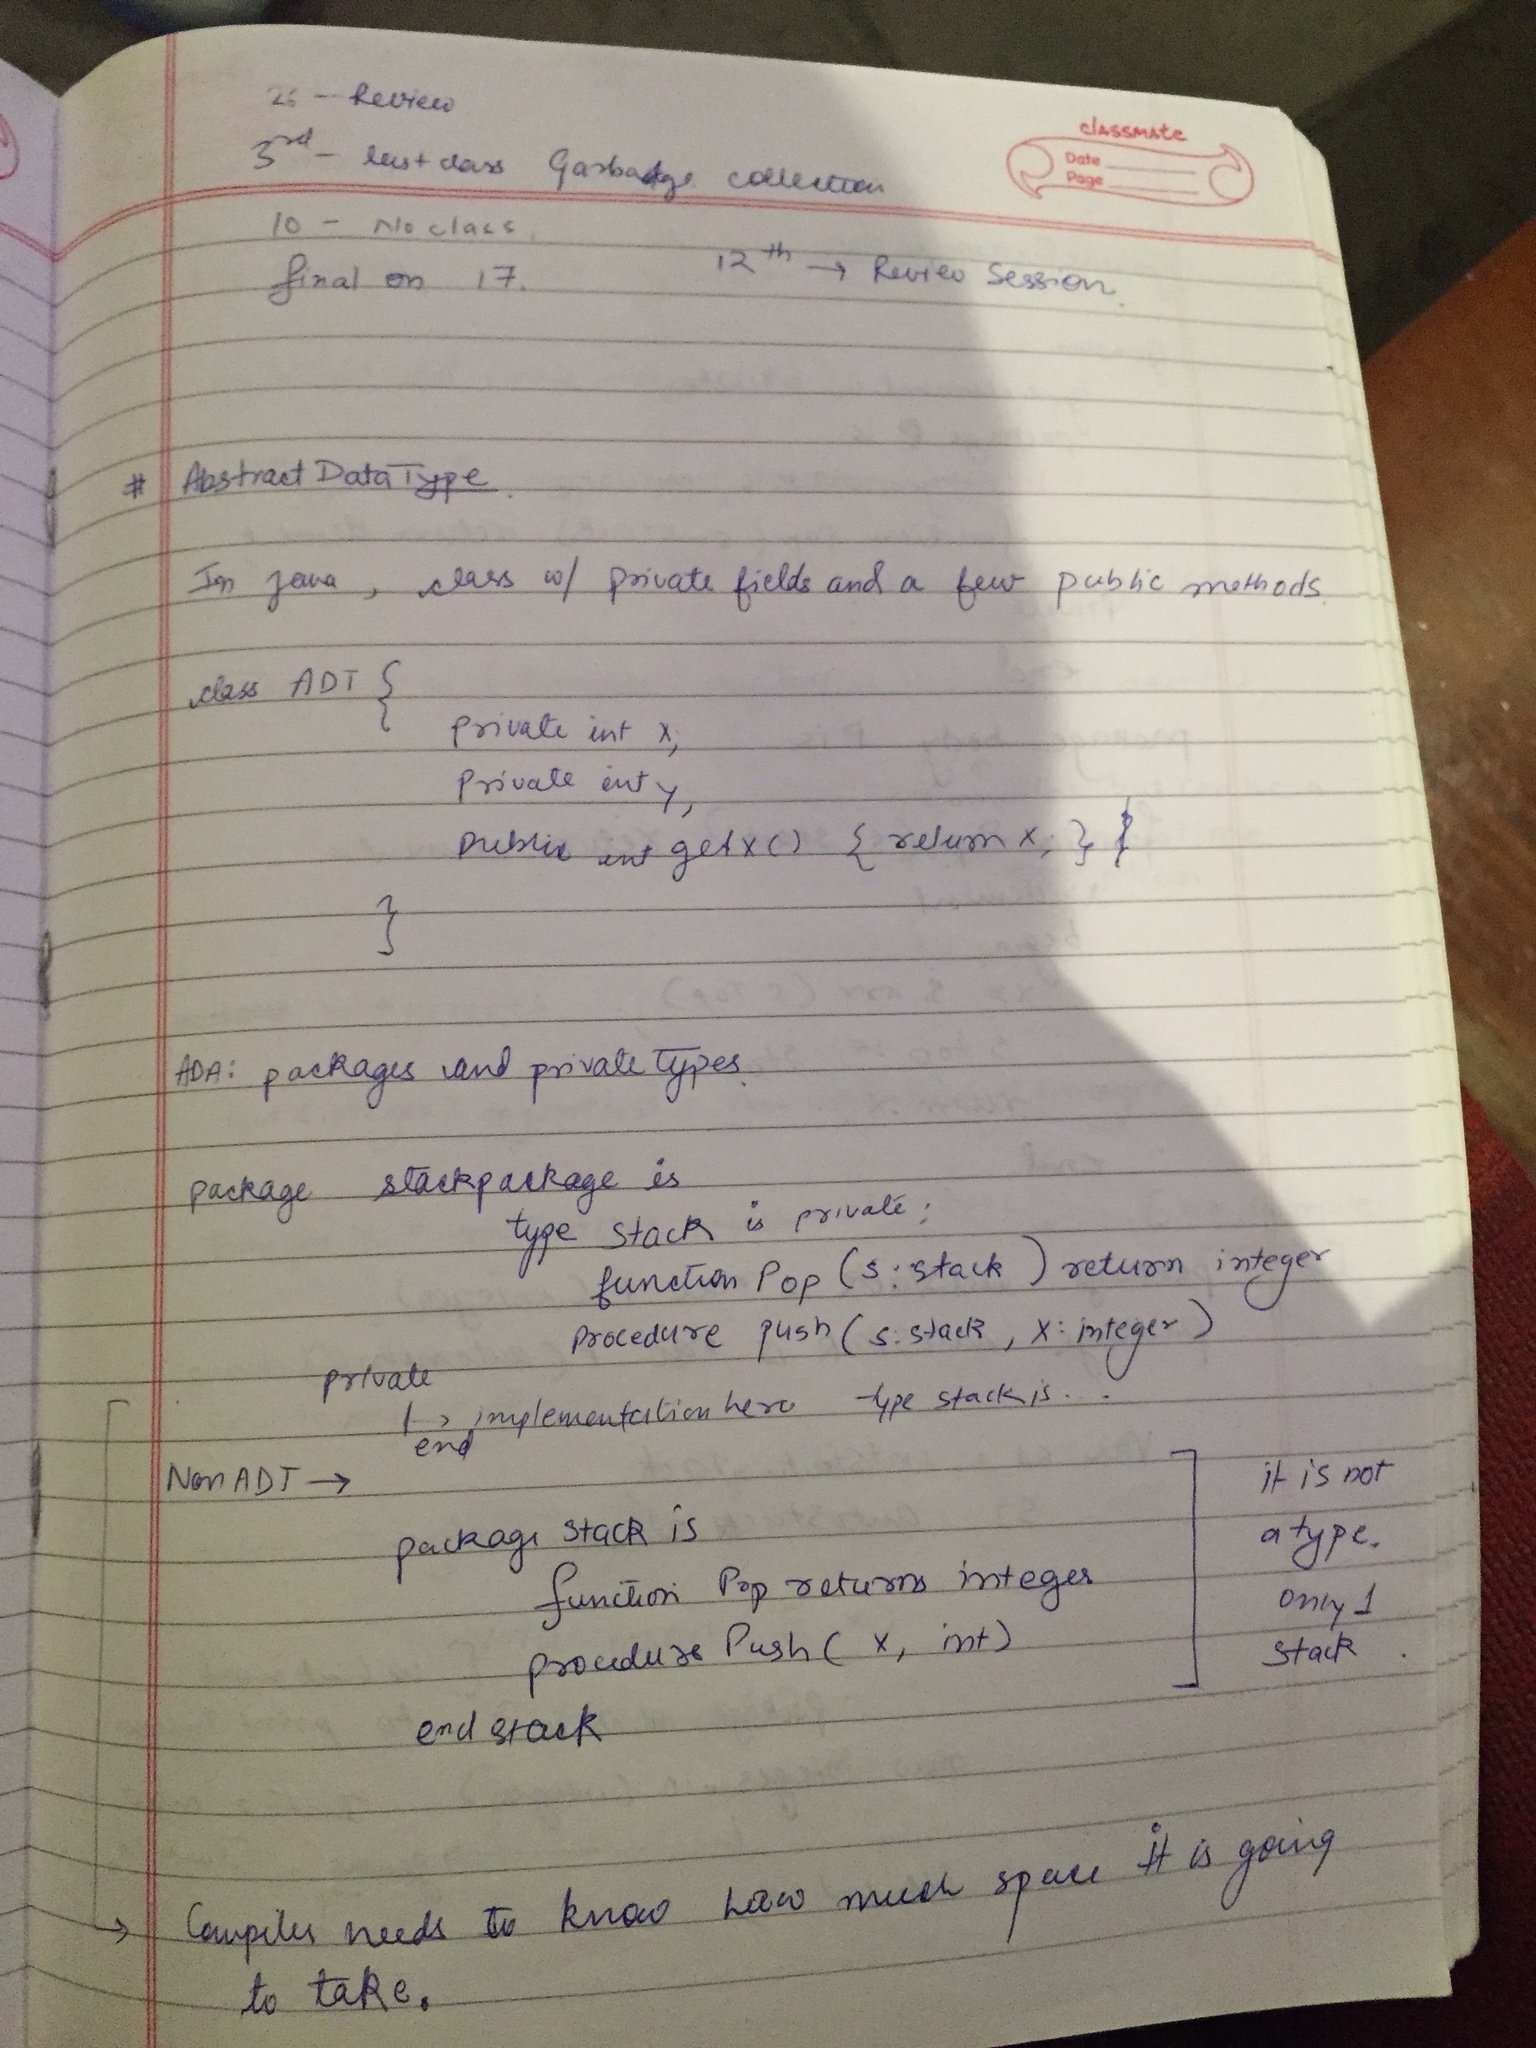 26 - Review
3rd - last class Garbadge collection
classmate
Date
Page
10 - No class.
final on 17. 12th → Review Session.
# Abstract Data Type.
In java, class w/ private fields and a few public methods.
class ADT {
private int x;
private int y,
public int getx() { return x; }
}
ADA: packages and private types.
package stackpackage is
type stack is private;
function Pop (s: stack) return integer
procedure push (s: stack, x: integer)
private
↳ implementation here type stack is...
end
Non ADT →
package stack is
function Pop returns integer
procedure Push ( x, int)
end stack
it is not
a type.
only 1
stack.
→ Compiler needs to know how much space it is going
to take.